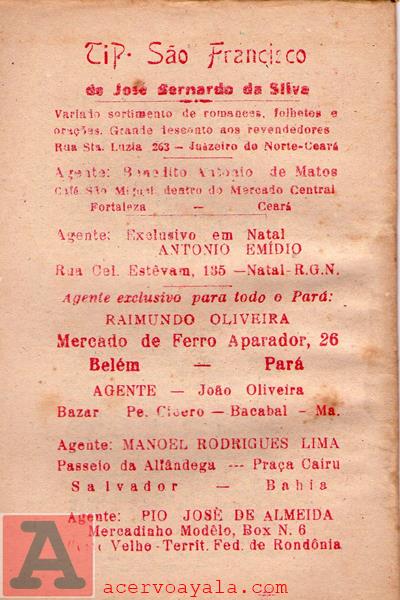 TIP. São Francisco
de José Bernardo da Silva
Variado sortimento de romances, folhetos e
orações. Grande desconto aos revendedores
Rua Sta. Luzia 263 — Juàzeiro do Norte-Ceará
Agente: Benedito Antonio de Matos
Café São Miguel, dentro do Mercado Central
Fortaleza — Ceará
Agente: Exclusivo em Natal
ANTONIO EMÍDIO
Rua Cel. Estêvam, 135 —Natal-R.G.N.
Agente exclusivo para todo o Pará:
RAIMUNDO OLIVEIRA
Mercado de Ferro Aparador, 26
Belém — Pará
AGENTE — João Oliveira
Bazar Pe. Cícero — Bacabal — Ma.
Agente: MANOEL RODRIGUES LIMA
Passeio da Alfândega --- Praça Cairu
Salvador — Bahia
Agente: PIO JOSÈ DE ALMEIDA
Mercadinho Modêlo, Box N. 6
Velho-Territ. Fed. de Rondônia
A
acervoayala.com